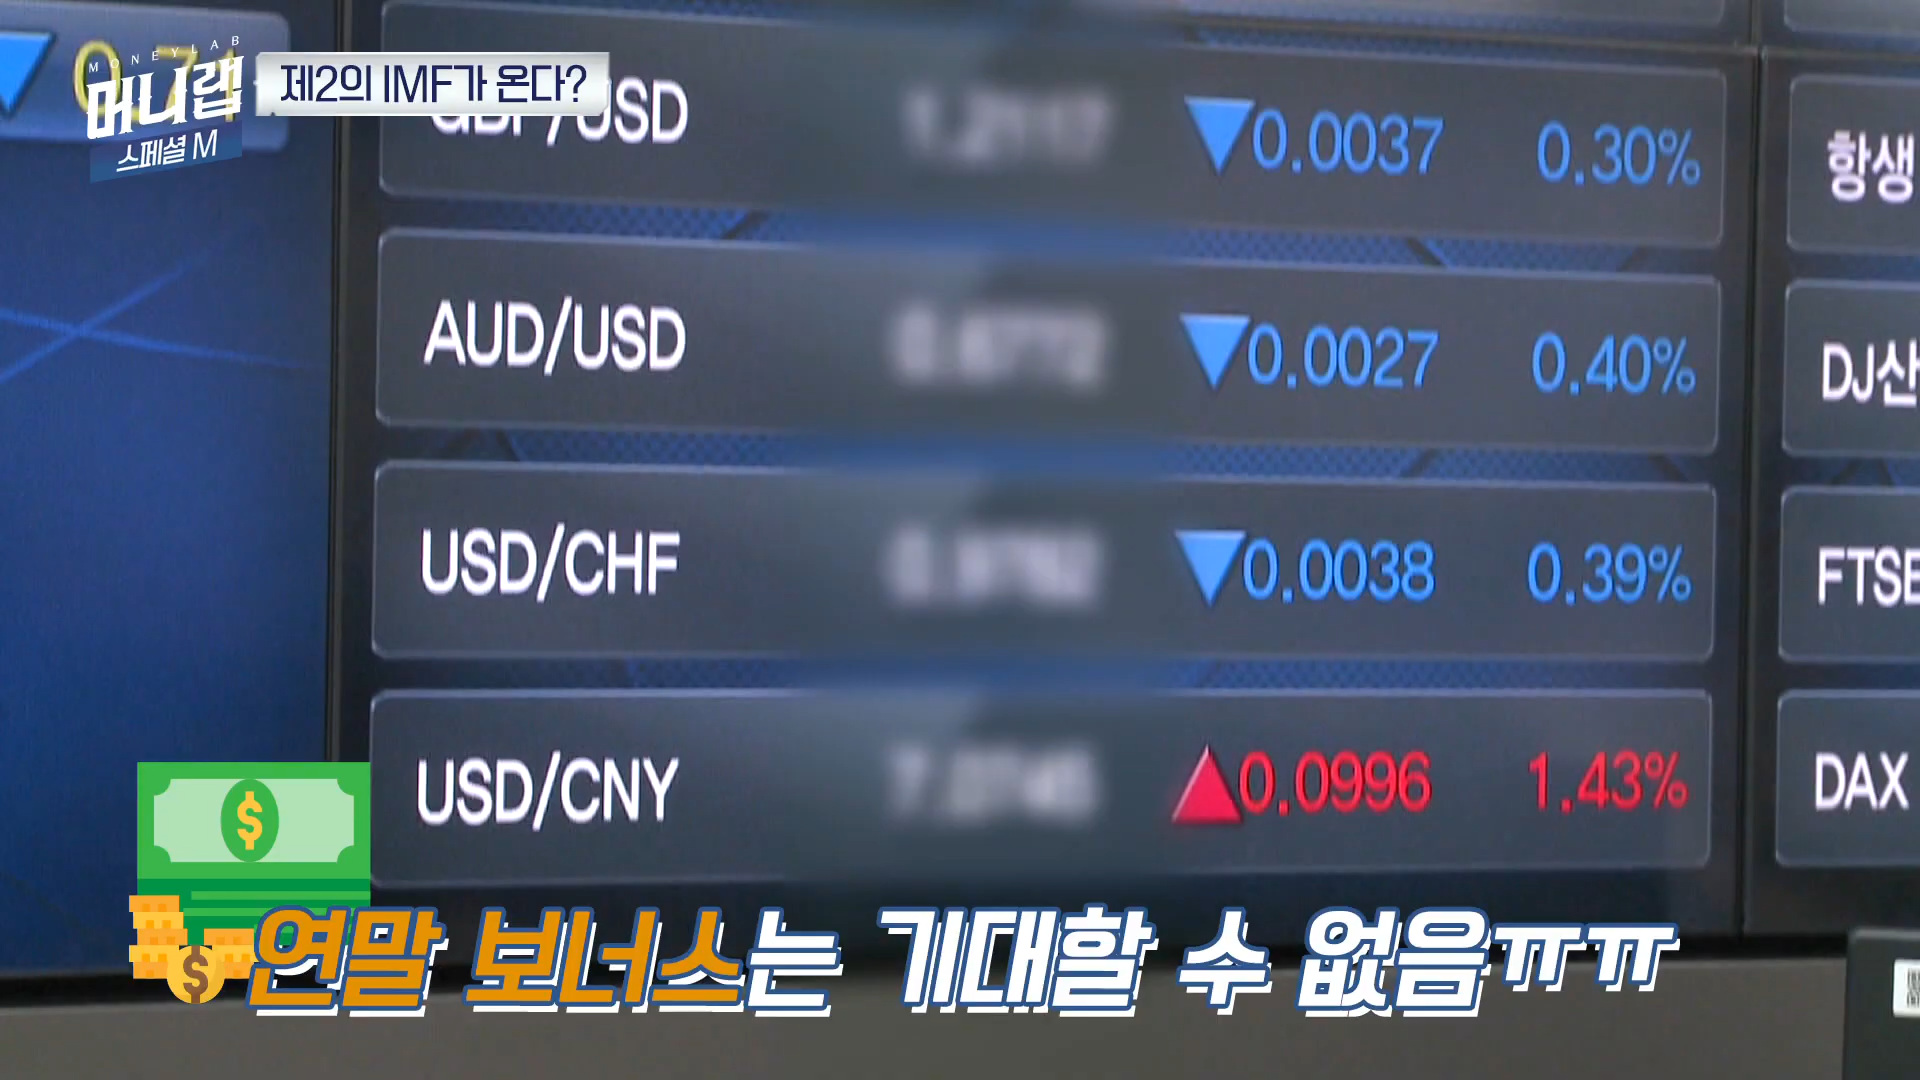 MONEYLAB
머니랩
스페셜 M
제2의 IMF가 온다?
GBP/USD ▼0.0037 0.30%
AUD/USD ▼0.0027 0.40%
USD/CHF ▼0.0038 0.39%
USD/CNY ▲0.0996 1.43%
항생
DJ산
FTSE
DAX
연말 보너스는 기대할 수 없음ㅠㅠ